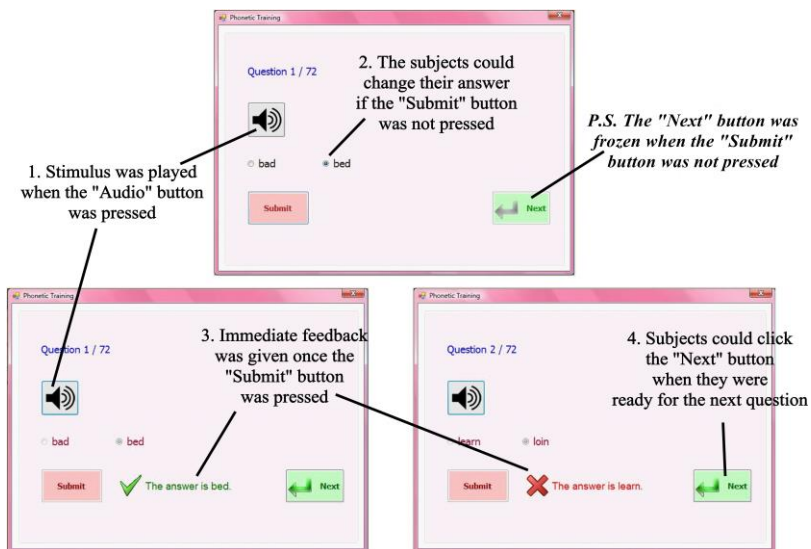 Phonetic Training
Question 1 / 72
2. The subjects could
change their answer
if the "Submit" button
was not pressed
bad
bed
Submit
Next
P.S. The "Next" button was
frozen when the "Submit"
button was not pressed
1. Stimulus was played
when the "Audio" button
was pressed
Phonetic Training
Question 1 / 72
3. Immediate feedback
was given once the
"Submit" button
was pressed
bad
bed
Submit
The answer is bed.
Next
Phonetic Training
Question 2 / 72
4. Subjects could click
the "Next" button
when they were
ready for the next question
learn
loin
Submit
The answer is learn.
Next